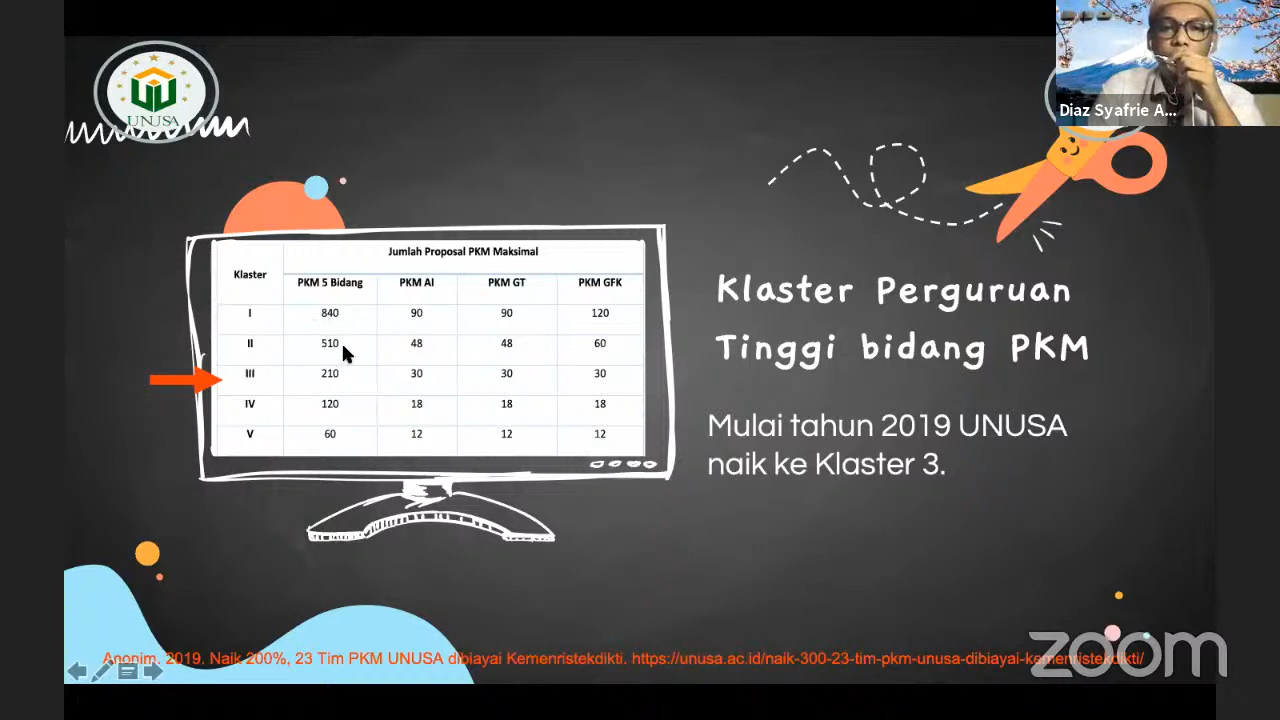 UNUSA
Diaz Syafrie A...
Jumlah Proposal PKM Maksimal
Klaster
PKM 5 Bidang PKM AI PKM GT PKM GFK
I 840 90 90 120
II 510 48 48 60
III 210 30 30 30
IV 120 18 18 18
V 60 12 12 12
Klaster Perguruan
Tinggi bidang PKM
Mulai tahun 2019 UNUSA
naik ke Klaster 3.
Anonim. 2019. Naik 200%, 23 Tim PKM UNUSA dibiayai Kemenristekdikti. https://unusa.ac.id/naik-300-23-tim-pkm-unusa-dibiayai-kemenristekdikti/
zoom